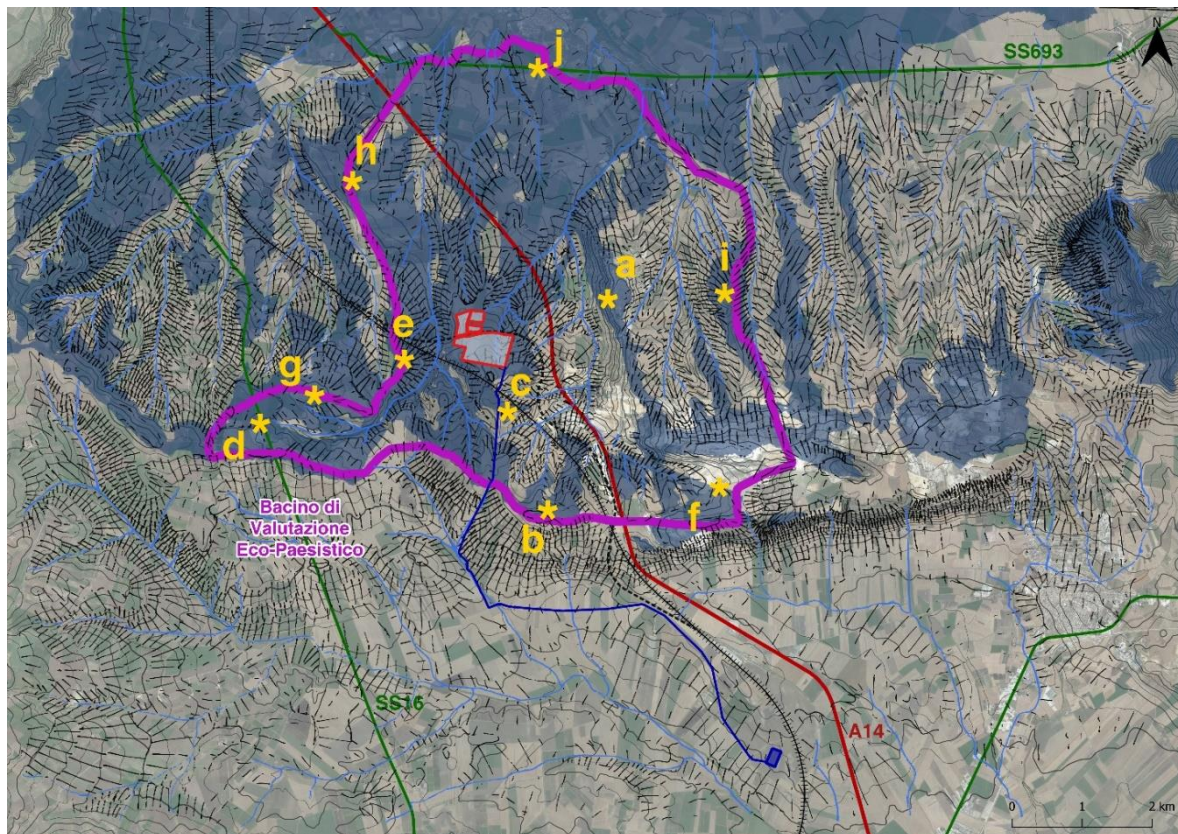 N
SS693
j
h
a
i
e
g
c
d
f
b
Bacino di
Valutazione
Eco-Paesistico
SS16
A14
0 1 2 km